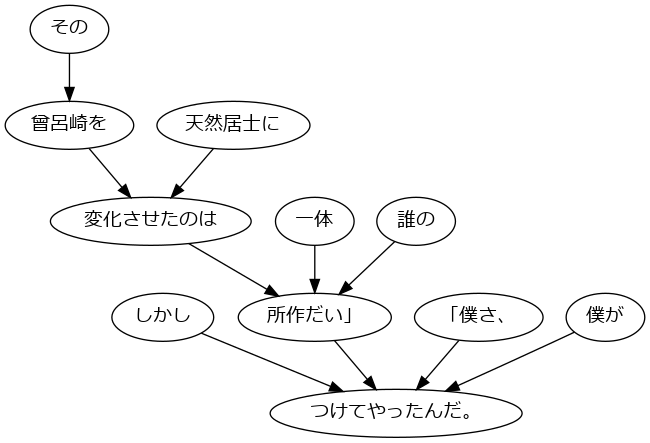 その
曾呂崎を
天然居士に
変化させたのは
一体
誰の
しかし
所作だい」
「僕さ、
僕が
つけてやったんだ。